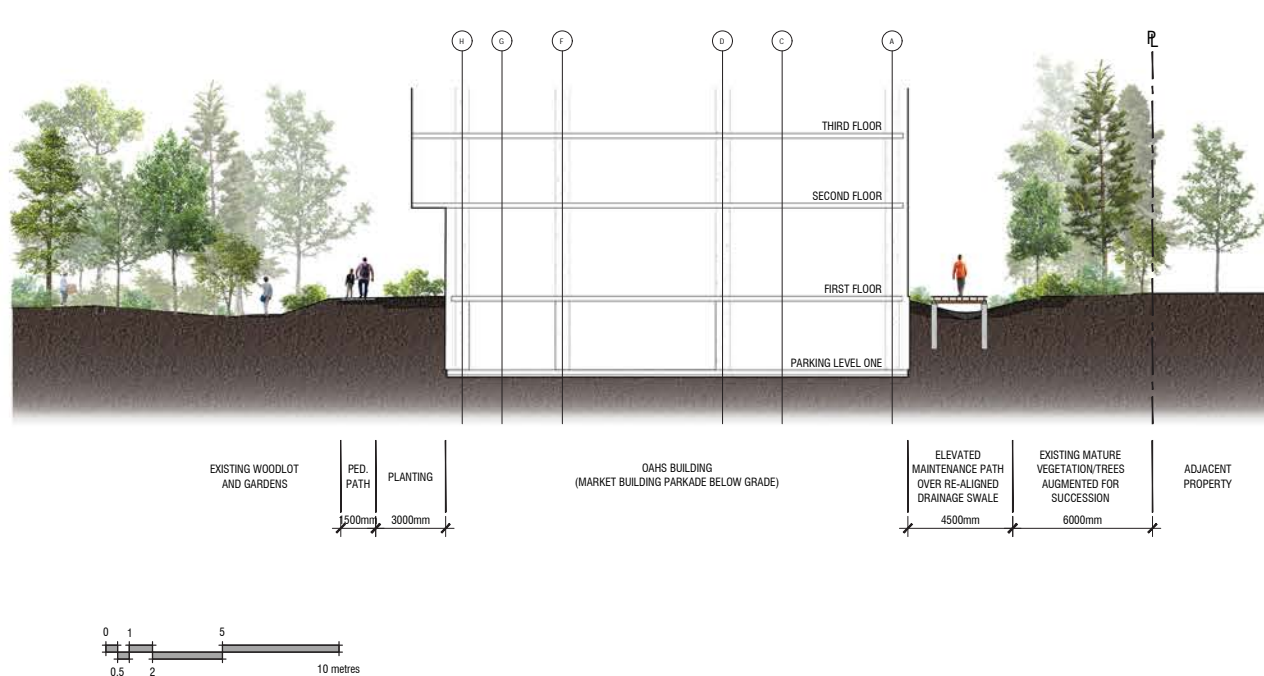 H
G
F
D
C
A
PL
THIRD FLOOR
SECOND FLOOR
FIRST FLOOR
PARKING LEVEL ONE
EXISTING WOODLOT
AND GARDENS
PED.
PATH
PLANTING
OAHS BUILDING
(MARKET BUILDING PARKADE BELOW GRADE)
ELEVATED
MAINTENANCE PATH
OVER RE-ALIGNED
DRAINAGE SWALE
EXISTING MATURE
VEGETATION/TREES
AUGMENTED FOR
SUCCESSION
ADJACENT
PROPERTY
1500mm
3000mm
4500mm
6000mm
0
1
5
0.5
2
10 metres